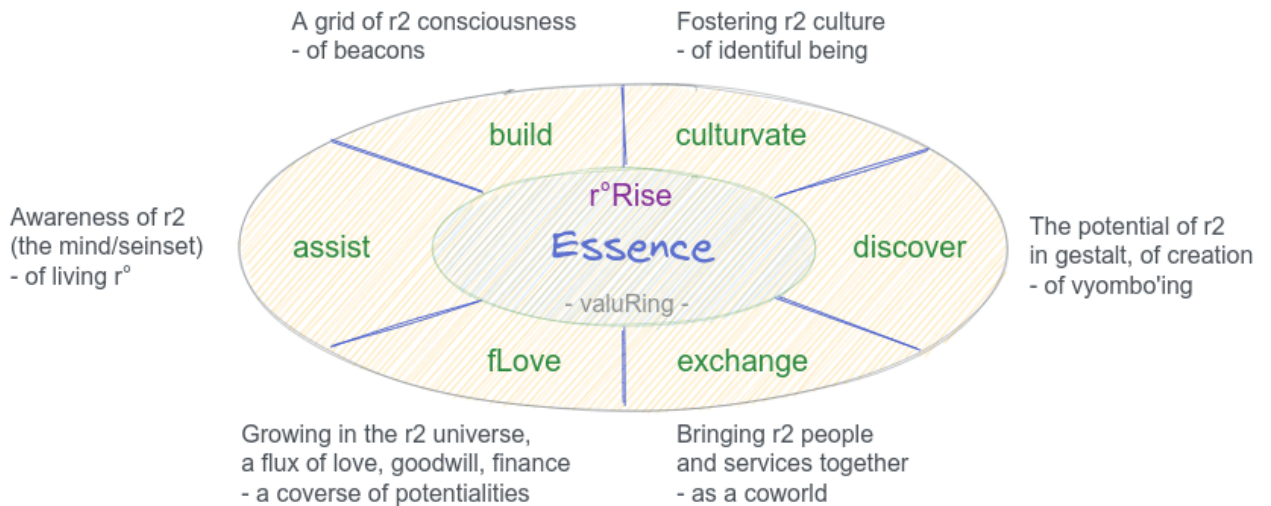 A grid of r2 consciousness
- of beacons
Fostering r2 culture
- of identiful being
build
culturvate
r°Rise
Awareness of r2
(the mind/seinset)
- of living r°
assist
Essence
discover
The potential of r2
in gestalt, of creation
- of vyombo'ing
- valuRing -
fLove
exchange
Growing in the r2 universe,
a flux of love, goodwill, finance
- a coverse of potentialities
Bringing r2 people
and services together
- as a coworld